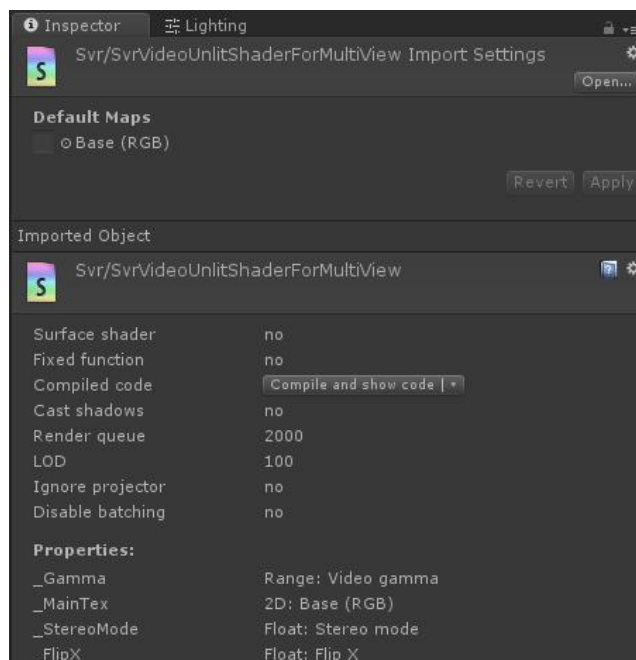 Inspector Lighting
S Svr/SvrVideoUnlitShaderForMultiView Import Settings
Open...
Default Maps
Base (RGB)
Revert Apply
Imported Object
S Svr/SvrVideoUnlitShaderForMultiView
Surface shader no
Fixed function no
Compiled code Compile and show code
Cast shadows no
Render queue 2000
LOD 100
Ignore projector no
Disable batching no
Properties:
_Gamma Range: Video gamma
_MainTex 2D: Base (RGB)
_StereoMode Float: Stereo mode
_FlipX Float: Flip X